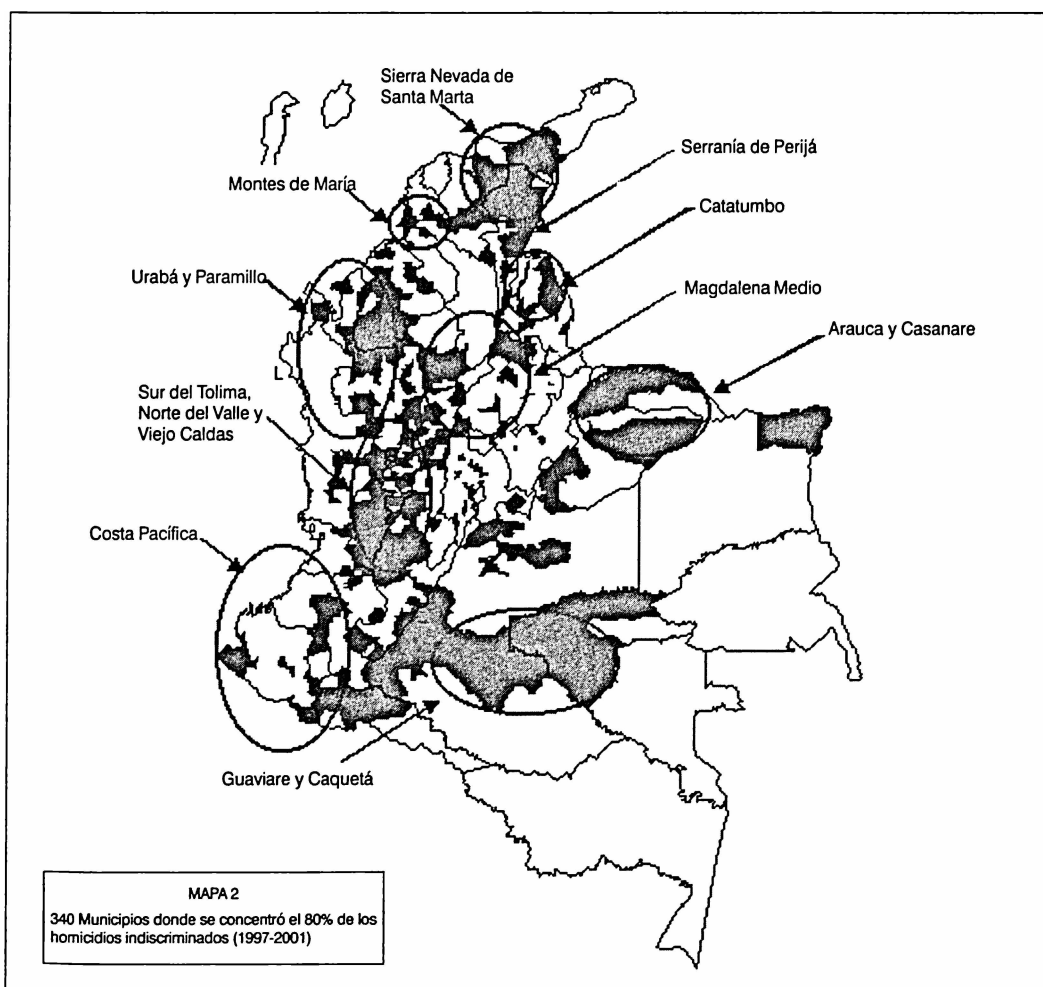 Sierra Nevada de
Santa Marta
Serranía de Perijá
Montes de María
Catatumbo
Urabá y Paramillo
Magdalena Medio
Arauca y Casanare
Sur del Tolima,
Norte del Valle y
Viejo Caldas
Costa Pacífica
Guaviare y Caquetá
MAPA 2
340 Municipios donde se concentró el 80% de los
homicidios indiscriminados (1997-2001)